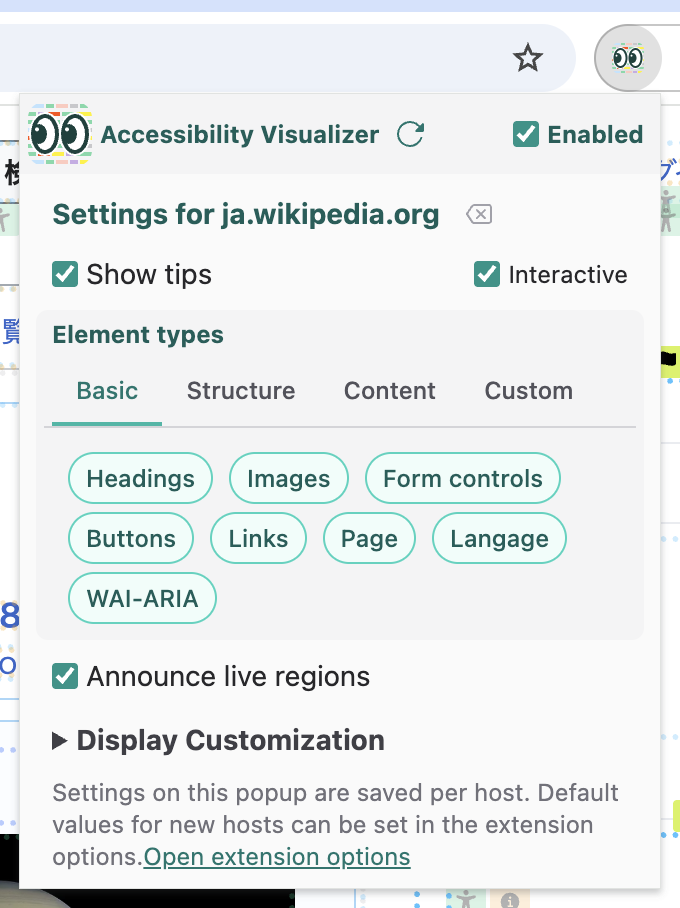 Accessibility Visualizer
Enabled
Settings for ja.wikipedia.org
Show tips
Interactive
Element types
Basic Structure Content Custom
Headings Images Form controls
Buttons Links Page Langage
WAI-ARIA
Announce live regions
Display Customization
Settings on this popup are saved per host. Default
values for new hosts can be set in the extension
options.Open extension options
覧
8